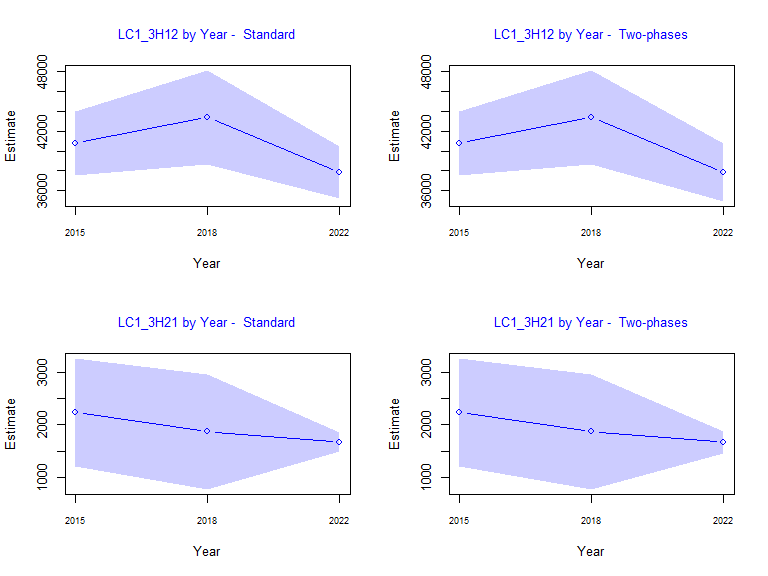 LC1_3H12 by Year -  Standard
48000
42000
36000
Estimate
2015
2018
2022
Year
LC1_3H12 by Year -  Two-phases
48000
42000
36000
Estimate
2015
2018
2022
Year
LC1_3H21 by Year -  Standard
3000
2000
1000
Estimate
2015
2018
2022
Year
LC1_3H21 by Year -  Two-phases
3000
2000
1000
Estimate
2015
2018
2022
Year